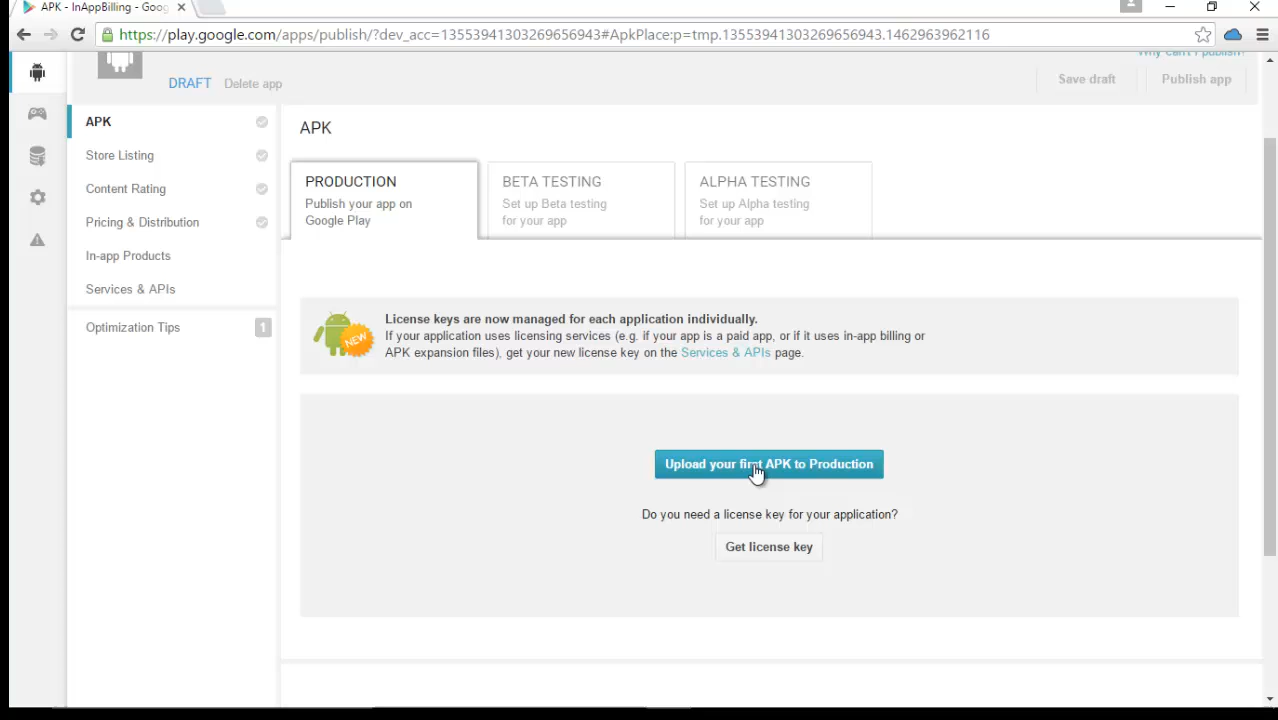 APK - InAppBilling - Goog
https://play.google.com/apps/publish/?dev_acc=13553941303269656943#ApkPlace:p=tmp.13553941303269656943.1462963962116
Why can't I publish?
DRAFT Delete app
Save draft
Publish app
APK
Store Listing
Content Rating
Pricing & Distribution
In-app Products
Services & APIs
Optimization Tips
1
APK
PRODUCTION
Publish your app on
Google Play
BETA TESTING
Set up Beta testing
for your app
ALPHA TESTING
Set up Alpha testing
for your app
NEW
License keys are now managed for each application individually.
If your application uses licensing services (e.g. if your app is a paid app, or if it uses in-app billing or
APK expansion files), get your new license key on the Services & APIs page.
Upload your first APK to Production
Do you need a license key for your application?
Get license key